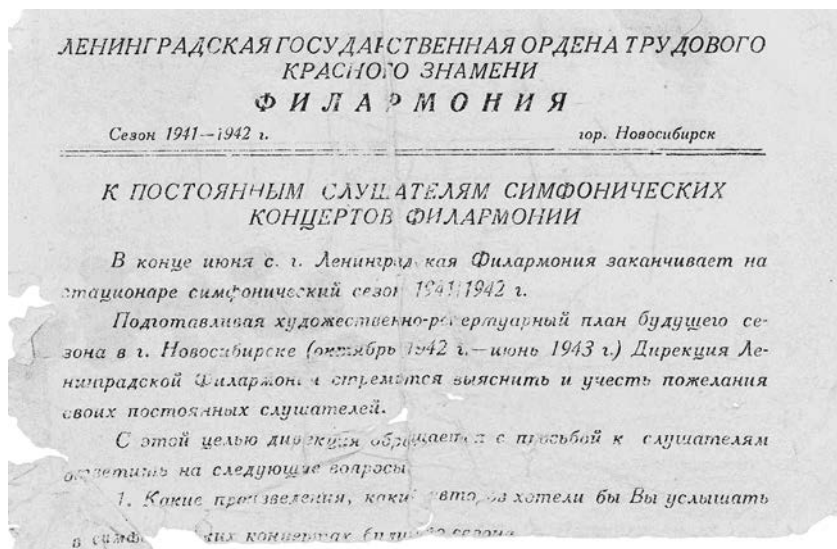 ЛЕНИНГРАДСКАЯ ГОСУДАРСТВЕННАЯ ОРДЕНА ТРУДОВОГО
КРАСНОГО ЗНАМЕНИ
ФИЛАРМОНИЯ
Сезон 1941—1942 г. гор. Новосибирск
К ПОСТОЯННЫМ СЛУШАТЕЛЯМ СИМФОНИЧЕСКИХ
КОНЦЕРТОВ ФИЛАРМОНИИ
В конце июня с. г. Ленинградская Филармония заканчивает на
стационаре симфонический сезон 1941/1942 г.
Подготавливая художественно-репертуарный план будущего се-
зона в г. Новосибирске (октябрь 1942 г.—июнь 1943 г.) Дирекция Ле-
нинградской Филармонии стремится выяснить и учесть пожелания
своих постоянных слушателей.
С этой целью дирекция обращается с просьбой к слушателям
ответить на следующие вопросы
1. Какие произведения, каких авторов хотели бы Вы услышать
в концертах сезона